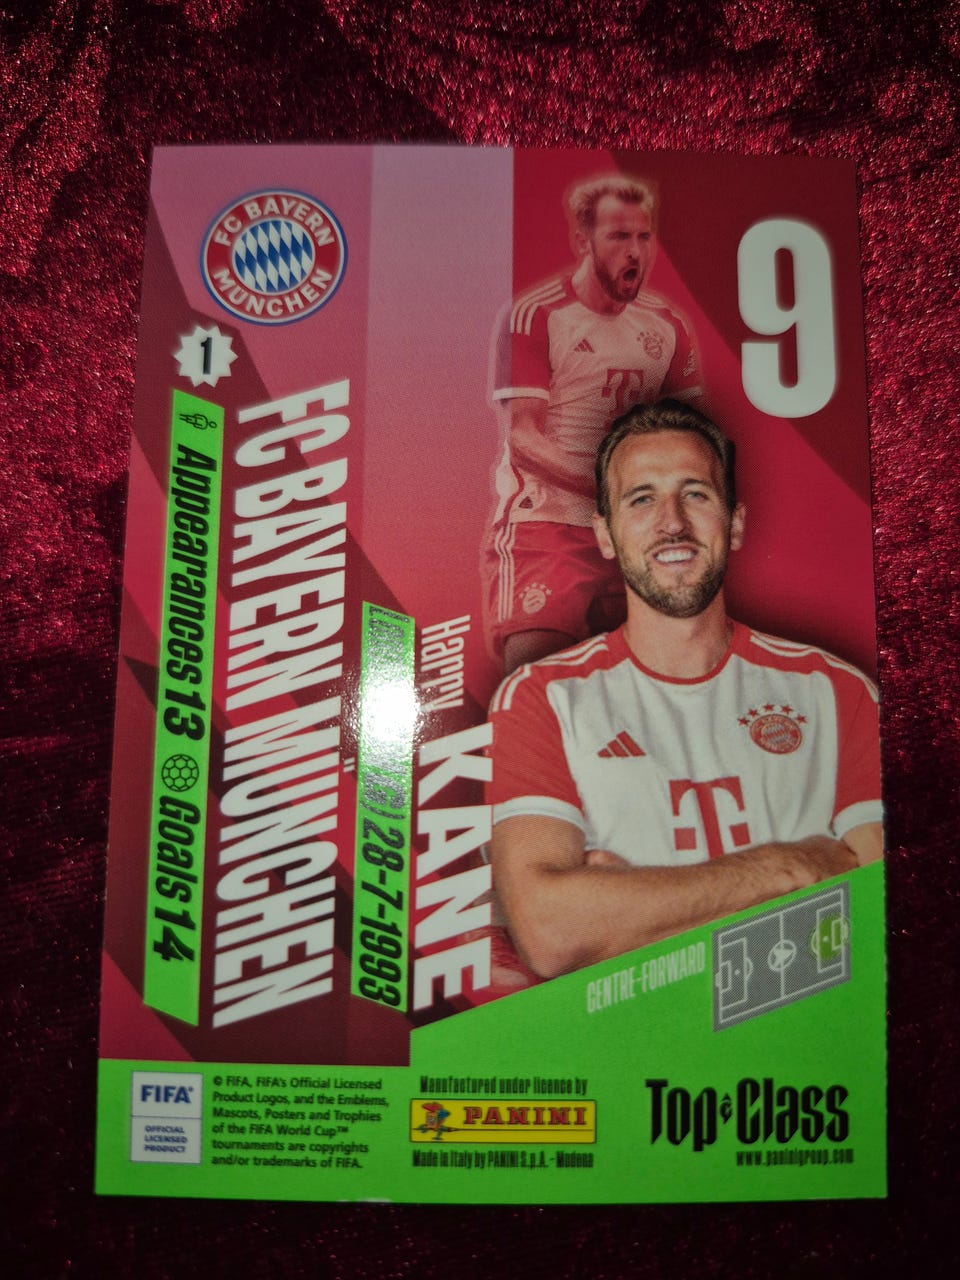 FC BAYERN
MÜNCHEN
9
1
Appearances 13 Goals 14
FC BAYERN MÜNCHEN
28-7-1993
Harry
KANE
CENTRE-FORWARD
T
FIFA®
OFFICIAL
LICENSED
PRODUCT
© FIFA, FIFA's Official Licensed
Product Logos, and the Emblems,
Mascots, Posters and Trophies
of the FIFA World Cup™
tournaments are copyrights
and/or trademarks of FIFA.
Manufactured under licence by
PANINI
Made in Italy by PANINI S.p.A. - Modena
Top Class
www.paninigroup.com